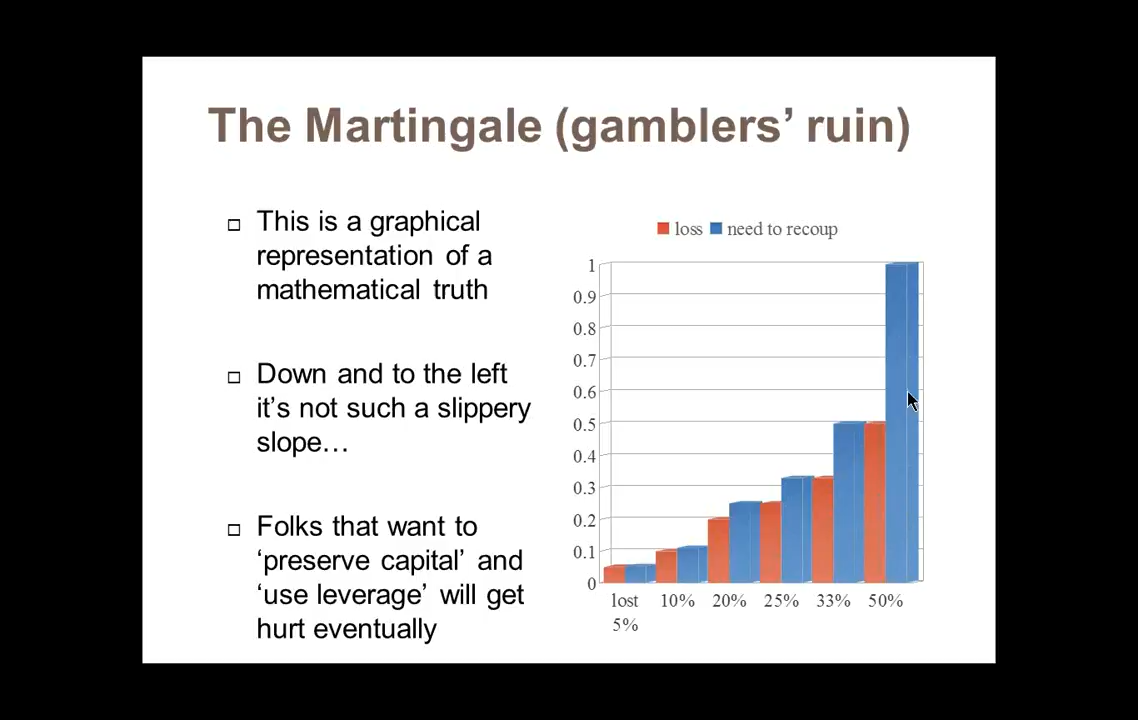 The Martingale (gamblers’ ruin)
This is a graphical
representation of a
mathematical truth
Down and to the left
it’s not such a slippery
slope…
Folks that want to
‘preserve capital’ and
‘use leverage’ will get
hurt eventually
loss need to recoup
1
0.9
0.8
0.7
0.6
0.5
0.4
0.3
0.2
0.1
0
lost 10% 20% 25% 33% 50%
5%